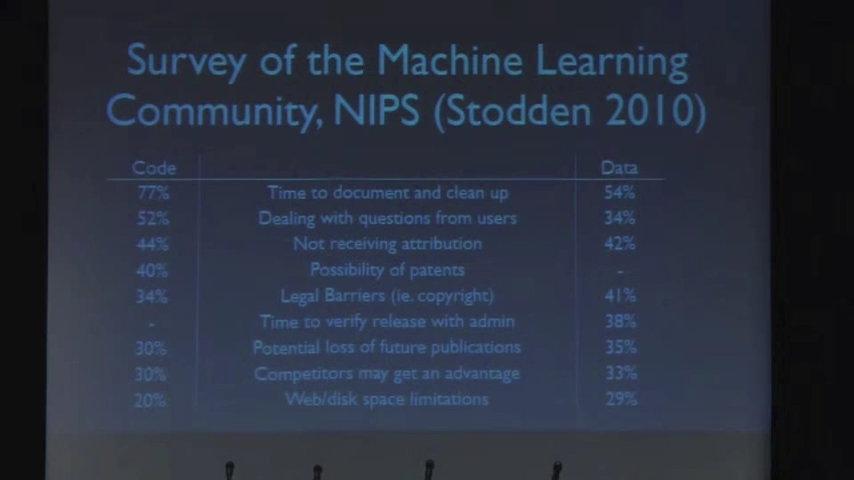 Survey of the Machine Learning
Community, NIPS (Stodden 2010)
Code Data
77% Time to document and clean up 54%
52% Dealing with questions from users 34%
44% Not receiving attribution 42%
40% Possibility of patents -
34% Legal Barriers (ie. copyright) 41%
- Time to verify release with admin 38%
30% Potential loss of future publications 35%
30% Competitors may get an advantage 33%
20% Web/disk space limitations 29%